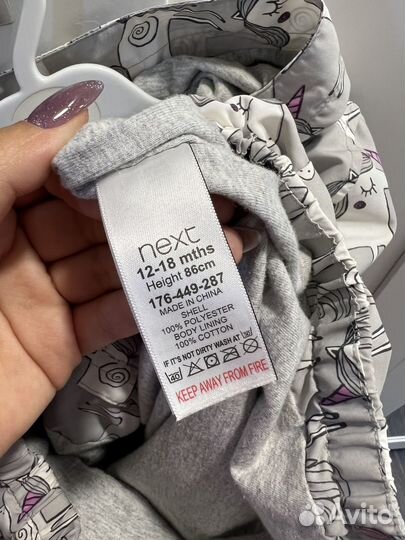 next
12-18 mths
Height 86cm
176-449-287
MADE IN CHINA
SHELL
100% POLYESTER
BODY LINING
100% COTTON
IF IT'S NOT DIRTY WASH AT 30
40
KEEP AWAY FROM FIRE
Avito